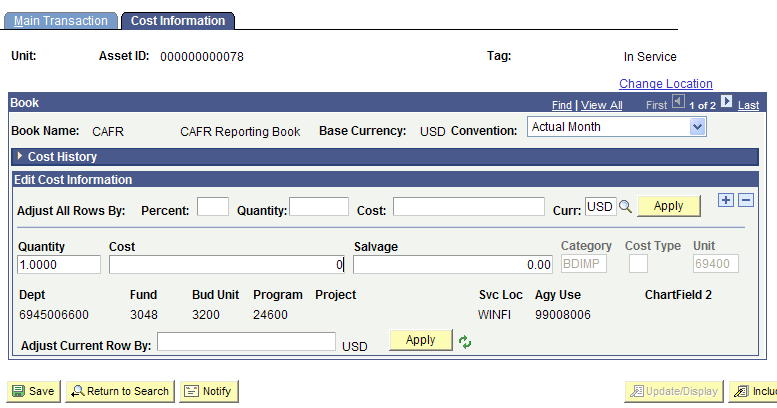 Main Transaction Cost Information
Unit: Asset ID: 000000000078 Tag: In Service
Change Location
Book Find | View All First 1 of 2 Last
Book Name: CAFR CAFR Reporting Book Base Currency: USD Convention: Actual Month
Cost History
Edit Cost Information
Adjust All Rows By: Percent: Quantity: Cost: Curr: USD Apply
Quantity Cost Salvage Category Cost Type Unit
1.0000 0 0.00 BDIMP 69400
Dept Fund Bud Unit Program Project Svc Loc Agy Use ChartField 2
6945006600 3048 3200 24600 WINFI 99008006
Adjust Current Row By: USD Apply
Save Return to Search Notify Update/Display Inclu